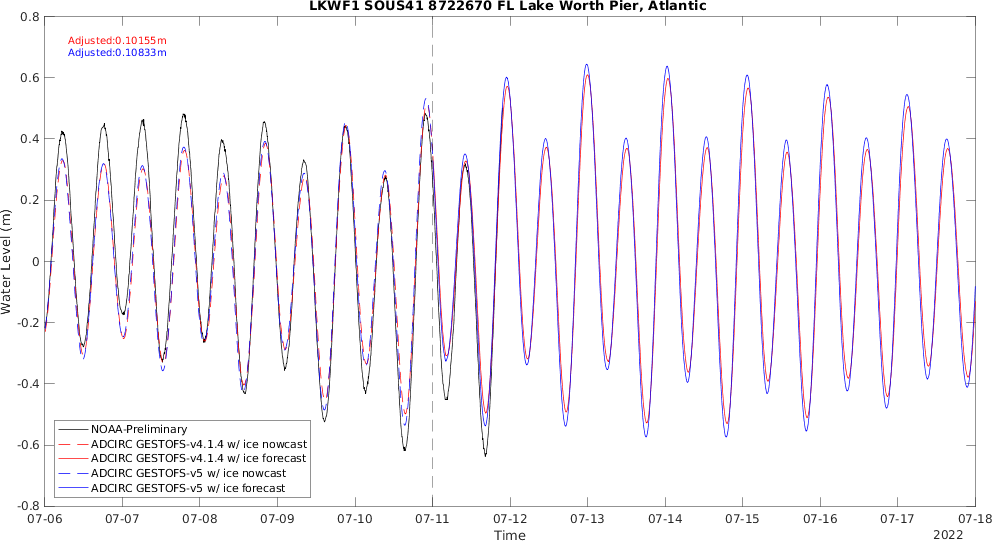 LKWF1 SOUS41 8722670 FL Lake Worth Pier, Atlantic
0.8
Adjusted:0.10155m
Adjusted:0.10833m
0.6
0.4
0.2
0
-0.2
-0.4
-0.6
-0.8
Water Level (m)
NOAA-Preliminary
ADCIRC GESTOFS-v4.1.4 w/ ice nowcast
ADCIRC GESTOFS-v4.1.4 w/ ice forecast
ADCIRC GESTOFS-v5 w/ ice nowcast
ADCIRC GESTOFS-v5 w/ ice forecast
07-06 07-07 07-08 07-09 07-10 07-11 07-12 07-13 07-14 07-15 07-16 07-17 07-18
Time
2022